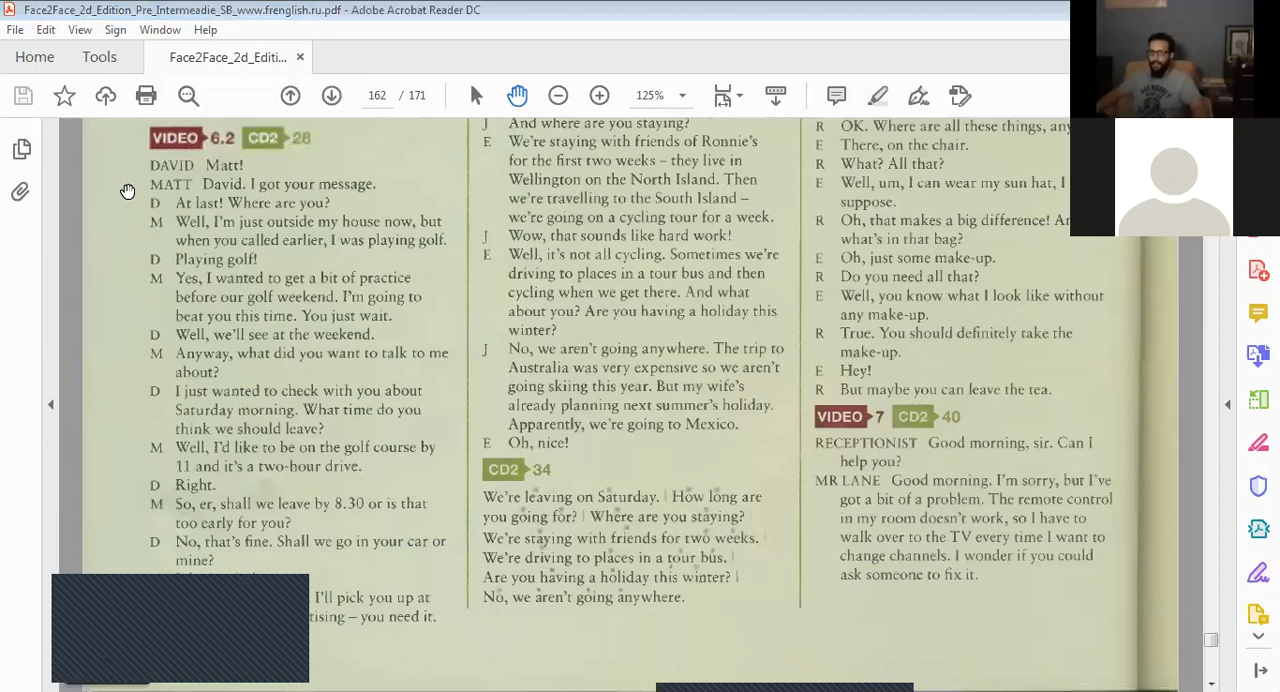 Face2Face_2d_Edition_Pre_Intermeadie_SB_www.frenglish.ru.pdf - Adobe Acrobat Reader DC
File Edit View Sign Window Help
Home Tools Face2Face_2d_Editi... ×
162 / 171 125%
VIDEO 6.2 CD2 28
DAVID Matt!
MATT David. I got your message.
D At last! Where are you?
M Well, I'm just outside my house now, but
when you called earlier, I was playing golf.
D Playing golf!
M Yes, I wanted to get a bit of practice
before our golf weekend. I'm going to
beat you this time. You just wait.
D Well, we'll see at the weekend.
M Anyway, what did you want to talk to me
about?
D I just wanted to check with you about
Saturday morning. What time do you
think we should leave?
M Well, I'd like to be on the golf course by
11 and it's a two-hour drive.
D Right.
M So, er, shall we leave by 8.30 or is that
too early for you?
D No, that's fine. Shall we go in your car or
mine?
I'll pick you up at
tising – you need it.
J And where are you staying?
E We're staying with friends of Ronnie's
for the first two weeks – they live in
Wellington on the North Island. Then
we're travelling to the South Island –
we're going on a cycling tour for a week.
J Wow, that sounds like hard work!
E Well, it's not all cycling. Sometimes we're
driving to places in a tour bus and then
cycling when we get there. And what
about you? Are you having a holiday this
winter?
J No, we aren't going anywhere. The trip to
Australia was very expensive so we aren't
going skiing this year. But my wife's
already planning next summer's holiday.
Apparently, we're going to Mexico.
E Oh, nice!
CD2 34
We're leaving on Saturday. | How long are
you going for? | Where are you staying?
We're staying with friends for two weeks.
We're driving to places in a tour bus. |
Are you having a holiday this winter? |
No, we aren't going anywhere.
R OK. Where are all these things, any
E There, on the chair.
R What? All that?
E Well, um, I can wear my sun hat, I
suppose.
R Oh, that makes a big difference! An
what's in that bag?
E Oh, just some make-up.
R Do you need all that?
E Well, you know what I look like without
any make-up.
R True. You should definitely take the
make-up.
E Hey!
R But maybe you can leave the tea.
VIDEO 7 CD2 40
RECEPTIONIST Good morning, sir. Can I
help you?
MR LANE Good morning. I'm sorry, but I've
got a bit of a problem. The remote control
in my room doesn't work, so I have to
walk over to the TV every time I want to
change channels. I wonder if you could
ask someone to fix it.